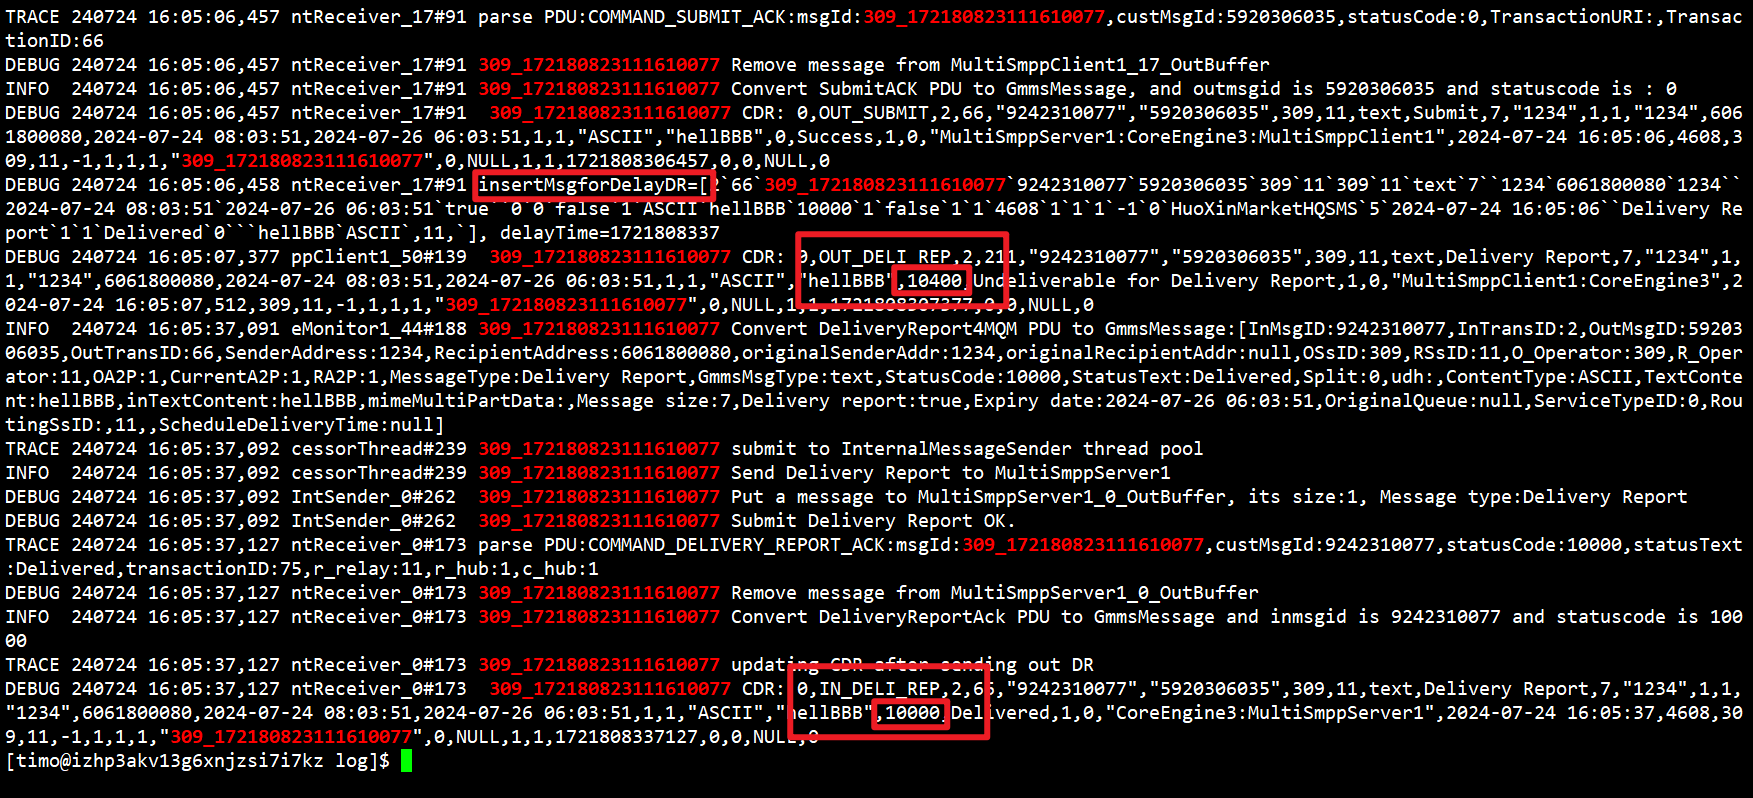 TRACE 240724 16:05:06,457 ntReceiver_17#91 parse PDU:COMMAND_SUBMIT_ACK:msgId:309_172180823111610077,custMsgId:5920306035,statusCode:0,TransactionURI:,Transac
tionID:66
DEBUG 240724 16:05:06,457 ntReceiver_17#91 309_172180823111610077 Remove message from MultiSmppClient1_17_OutBuffer
INFO  240724 16:05:06,457 ntReceiver_17#91 309_172180823111610077 Convert SubmitACK PDU to GmmsMessage, and outmsgid is 5920306035 and statuscode is : 0
DEBUG 240724 16:05:06,457 ntReceiver_17#91  309_172180823111610077 CDR: 0,OUT_SUBMIT,2,66,"9242310077","5920306035",309,11,text,Submit,7,"1234",1,1,"1234",606
1800080,2024-07-24 08:03:51,2024-07-26 06:03:51,1,1,"ASCII","hellBBB",0,Success,1,0,"MultiSmppServer1:CoreEngine3:MultiSmppClient1",2024-07-24 16:05:06,4608,3
09,11,-1,1,1,1,"309_172180823111610077",0,NULL,1,1,1721808306457,0,0,NULL,0
DEBUG 240724 16:05:06,458 ntReceiver_17#91 insertMsgforDelayDR=[2`66`309_172180823111610077`9242310077`5920306035`309`11`309`11`text`7``1234`6061800080`1234``
2024-07-24 08:03:51`2024-07-26 06:03:51`true``0`0`false`1`ASCII`hellBBB`10000`1`false`1`1`4608`1`1`1`-1`0`HuoXinMarketHQSMS`5`2024-07-24 16:05:06``Delivery Re
port`1`1`Delivered`0```hellBBB`ASCII`,11,`], delayTime=1721808337
DEBUG 240724 16:05:07,377 ppClient1_50#139  309_172180823111610077 CDR: 0,OUT_DELI_REP,2,211,"9242310077","5920306035",309,11,text,Delivery Report,7,"1234",1,
1,"1234",6061800080,2024-07-24 08:03:51,2024-07-26 06:03:51,1,1,"ASCII","hellBBB",10400,Undeliverable for Delivery Report,1,0,"MultiSmppClient1:CoreEngine3",2
024-07-24 16:05:07,512,309,11,-1,1,1,1,"309_172180823111610077",0,NULL,1,1,1721808307377,0,0,NULL,0
INFO  240724 16:05:37,091 eMonitor1_44#188 309_172180823111610077 Convert DeliveryReport4MQM PDU to GmmsMessage:[InMsgID:9242310077,InTransID:2,OutMsgID:5920
306035,OutTransID:66,SenderAddress:1234,RecipientAddress:6061800080,originalSenderAddr:1234,originalRecipientAddr:null,OSsID:309,RSsID:11,O_Operator:309,R_Oper
ator:11,OA2P:1,CurrentA2P:1,RA2P:1,MessageType:Delivery Report,GmmsMsgType:text,StatusCode:10000,StatusText:Delivered,Split:0,udh:,ContentType:ASCII,TextConte
nt:hellBBB,inTextContent:hellBBB,mimeMultiPartData:,Message size:7,Delivery report:true,Expiry date:2024-07-26 06:03:51,OriginalQueue:null,ServiceTypeID:0,Rou
tingSsID:,11,,ScheduleDeliveryTime:null]
TRACE 240724 16:05:37,092 cessorThread#239 309_172180823111610077 submit to InternalMessageSender thread pool
INFO  240724 16:05:37,092 cessorThread#239 309_172180823111610077 Send Delivery Report to MultiSmppServer1
DEBUG 240724 16:05:37,092 IntSender_0#262  309_172180823111610077 Put a message to MultiSmppServer1_0_OutBuffer, its size:1, Message type:Delivery Report
DEBUG 240724 16:05:37,092 IntSender_0#262  309_172180823111610077 Submit Delivery Report OK.
TRACE 240724 16:05:37,127 ntReceiver_0#173 parse PDU:COMMAND_DELIVERY_REPORT_ACK:msgId:309_172180823111610077,custMsgId:9242310077,statusCode:10000,statusText
:Delivered,transactionID:75,r_relay:11,r_hub:1,c_hub:1
DEBUG 240724 16:05:37,127 ntReceiver_0#173 309_172180823111610077 Remove message from MultiSmppServer1_0_OutBuffer
INFO  240724 16:05:37,127 ntReceiver_0#173 309_172180823111610077 Convert DeliveryReportAck PDU to GmmsMessage and inmsgid is 9242310077 and statuscode is 100
00
TRACE 240724 16:05:37,127 ntReceiver_0#173 309_172180823111610077 updating CDR after sending out DR
DEBUG 240724 16:05:37,127 ntReceiver_0#173  309_172180823111610077 CDR: 0,IN_DELI_REP,2,66,"9242310077","5920306035",309,11,text,Delivery Report,7,"1234",1,1,
"1234",6061800080,2024-07-24 08:03:51,2024-07-26 06:03:51,1,1,"ASCII","hellBBB",10000,Delivered,1,0,"CoreEngine3:MultiSmppServer1",2024-07-24 16:05:37,4608,30
9,11,-1,1,1,1,"309_172180823111610077",0,NULL,1,1,1721808337127,0,0,NULL,0
[timo@izhp3akv13g6xnjzsi7i7kz log]$